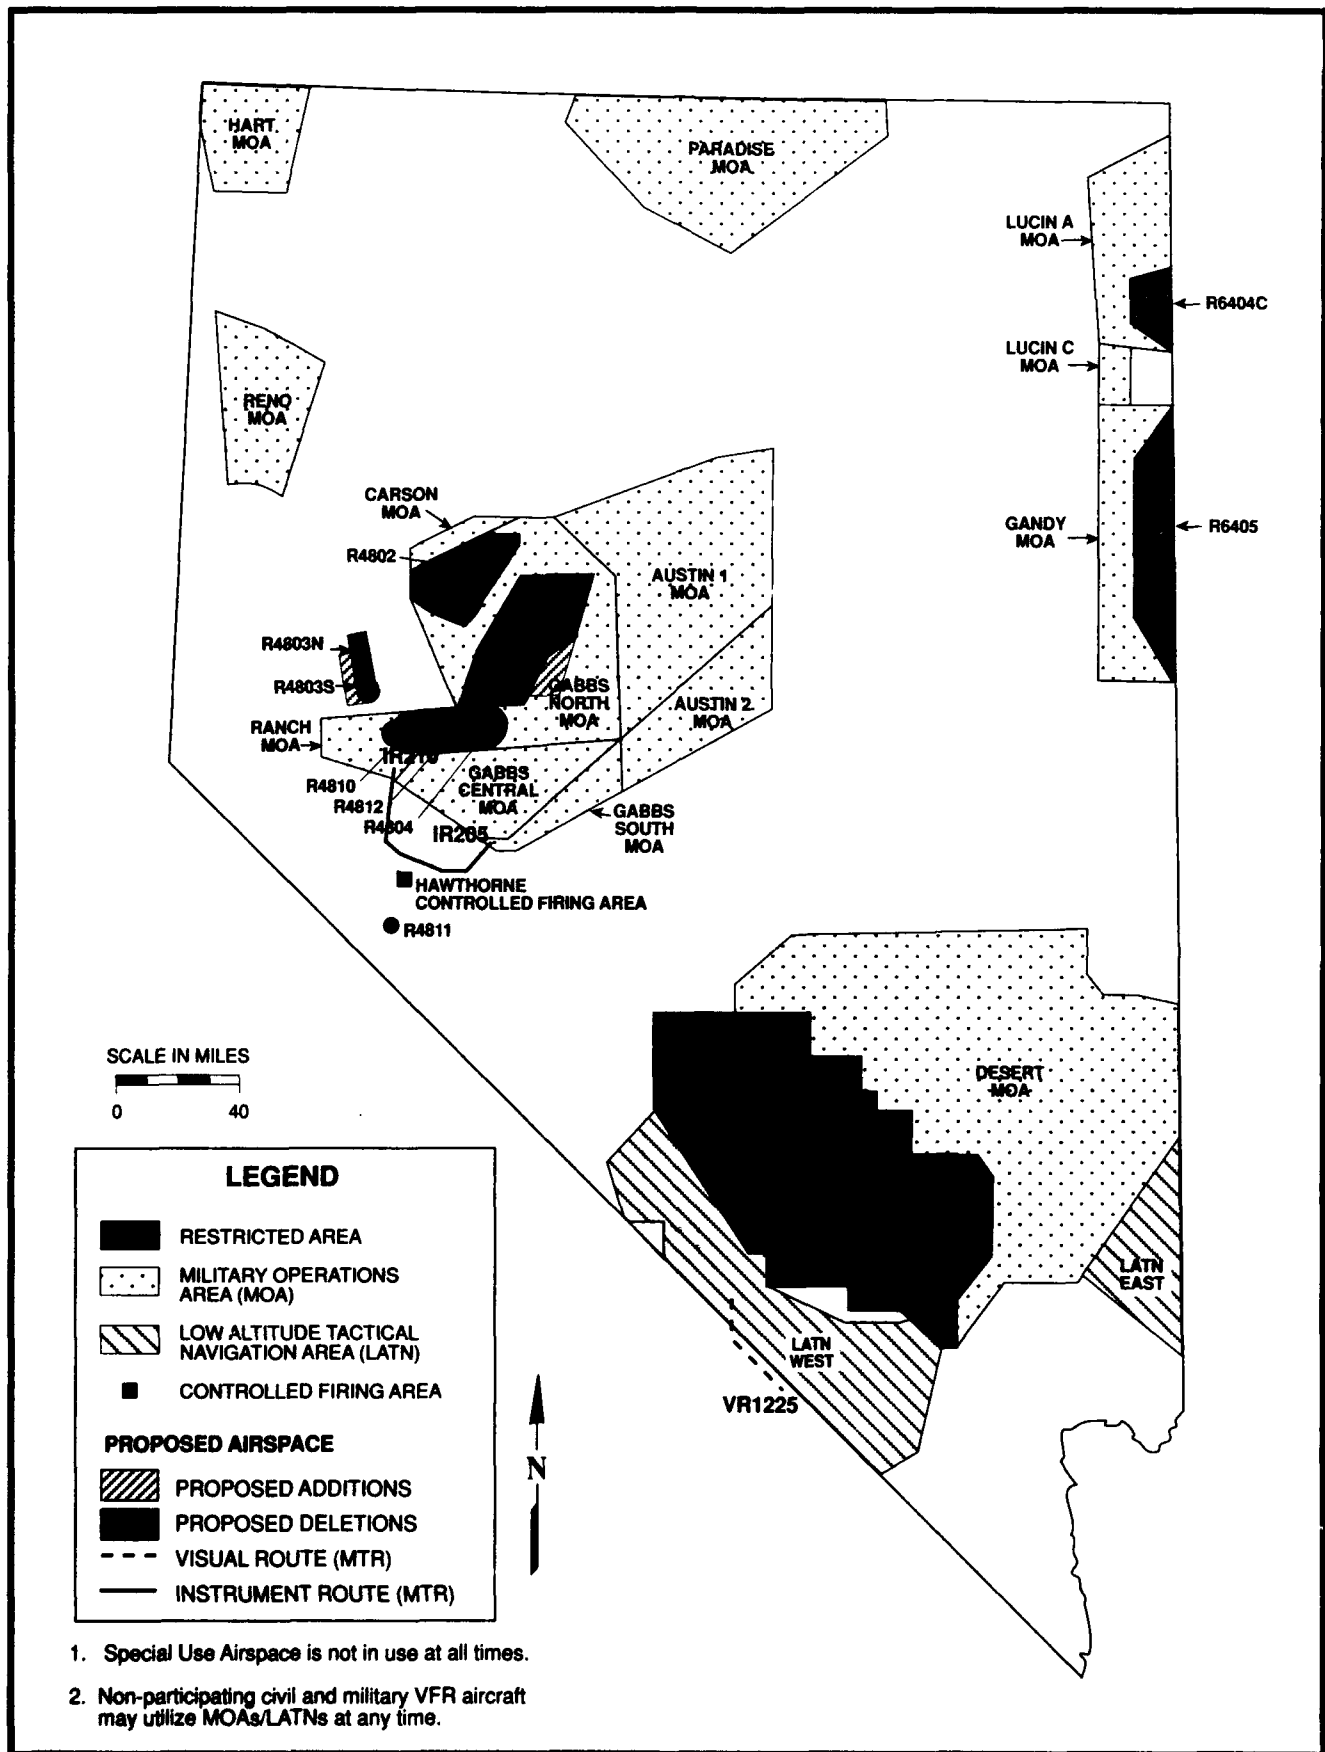 HART
MOA
PARADISE
MOA
LUCIN A
MOA
R6404C
LUCIN C
MOA
RENO
MOA
CARSON
MOA
R4802
GANDY
MOA
R6405
AUSTIN 1
MOA
R4803N
R4803S
GABBS
NORTH
MOA
AUSTIN 2
MOA
RANCH
MOA
IR210
R4810
R4812
R4804
GABBS
CENTRAL
MOA
IR205
GABBS
SOUTH
MOA
HAWTHORNE
CONTROLLED FIRING AREA
R4811
DESERT
MOA
SCALE IN MILES
0 40
LATN
EAST
LATN
WEST
VR1225
LEGEND
RESTRICTED AREA
MILITARY OPERATIONS
AREA (MOA)
LOW ALTITUDE TACTICAL
NAVIGATION AREA (LATN)
CONTROLLED FIRING AREA
PROPOSED AIRSPACE
PROPOSED ADDITIONS
PROPOSED DELETIONS
VISUAL ROUTE (MTR)
INSTRUMENT ROUTE (MTR)
N
1. Special Use Airspace is not in use at all times.
2. Non-participating civil and military VFR aircraft
may utilize MOAs/LATNs at any time.